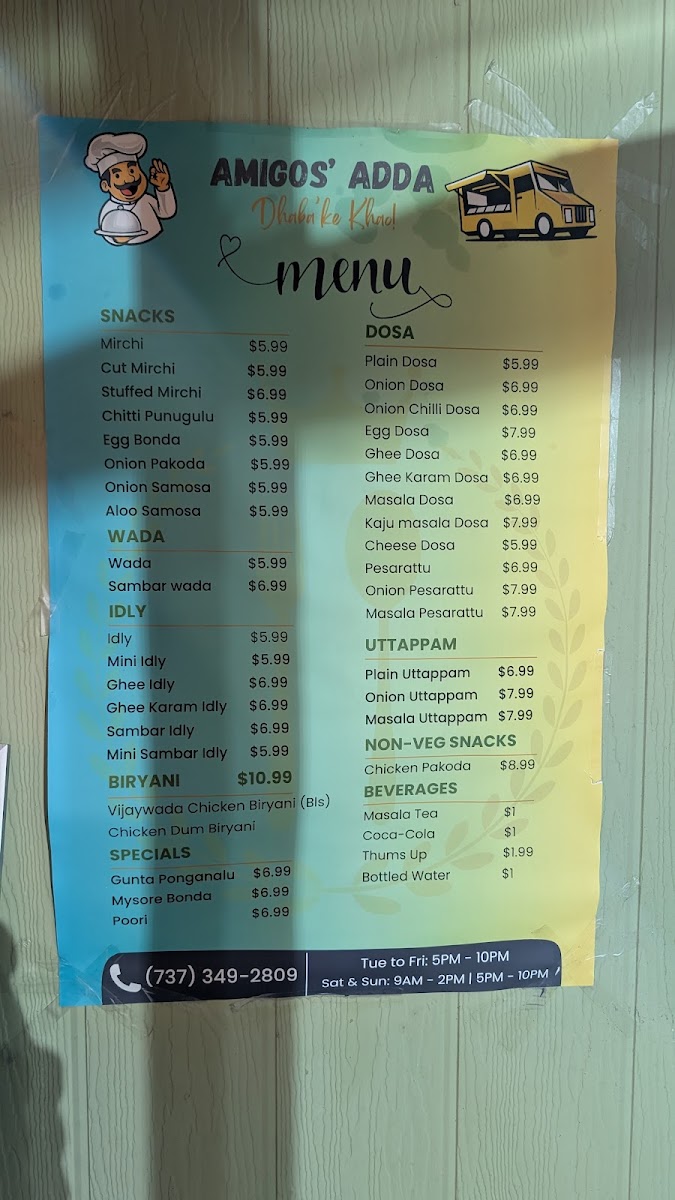 AMIGOS' ADDA
Dhaba'ke Khao!
menu
SNACKS
Mirchi $5.99
Cut Mirchi $5.99
Stuffed Mirchi $6.99
Chitti Punugulu $5.99
Egg Bonda $5.99
Onion Pakoda $5.99
Onion Samosa $5.99
Aloo Samosa $5.99
WADA
Wada $5.99
Sambar wada $6.99
IDLY
Idly $5.99
Mini Idly $5.99
Ghee Idly $6.99
Ghee Karam Idly $6.99
Sambar Idly $6.99
Mini Sambar Idly $5.99
BIRYANI $10.99
Vijaywada Chicken Biryani (Bls)
Chicken Dum Biryani
SPECIALS
Gunta Ponganalu $6.99
Mysore Bonda $6.99
Poori $6.99
DOSA
Plain Dosa $5.99
Onion Dosa $6.99
Onion Chilli Dosa $6.99
Egg Dosa $7.99
Ghee Dosa $6.99
Ghee Karam Dosa $6.99
Masala Dosa $6.99
Kaju masala Dosa $7.99
Cheese Dosa $5.99
Pesarattu $6.99
Onion Pesarattu $7.99
Masala Pesarattu $7.99
UTTAPPAM
Plain Uttappam $6.99
Onion Uttappam $7.99
Masala Uttappam $7.99
NON-VEG SNACKS
Chicken Pakoda $8.99
BEVERAGES
Masala Tea $1
Coca-Cola $1
Thums Up $1.99
Bottled Water $1
(737) 349-2809
Tue to Fri: 5PM - 10PM
Sat & Sun: 9AM - 2PM | 5PM - 10PM